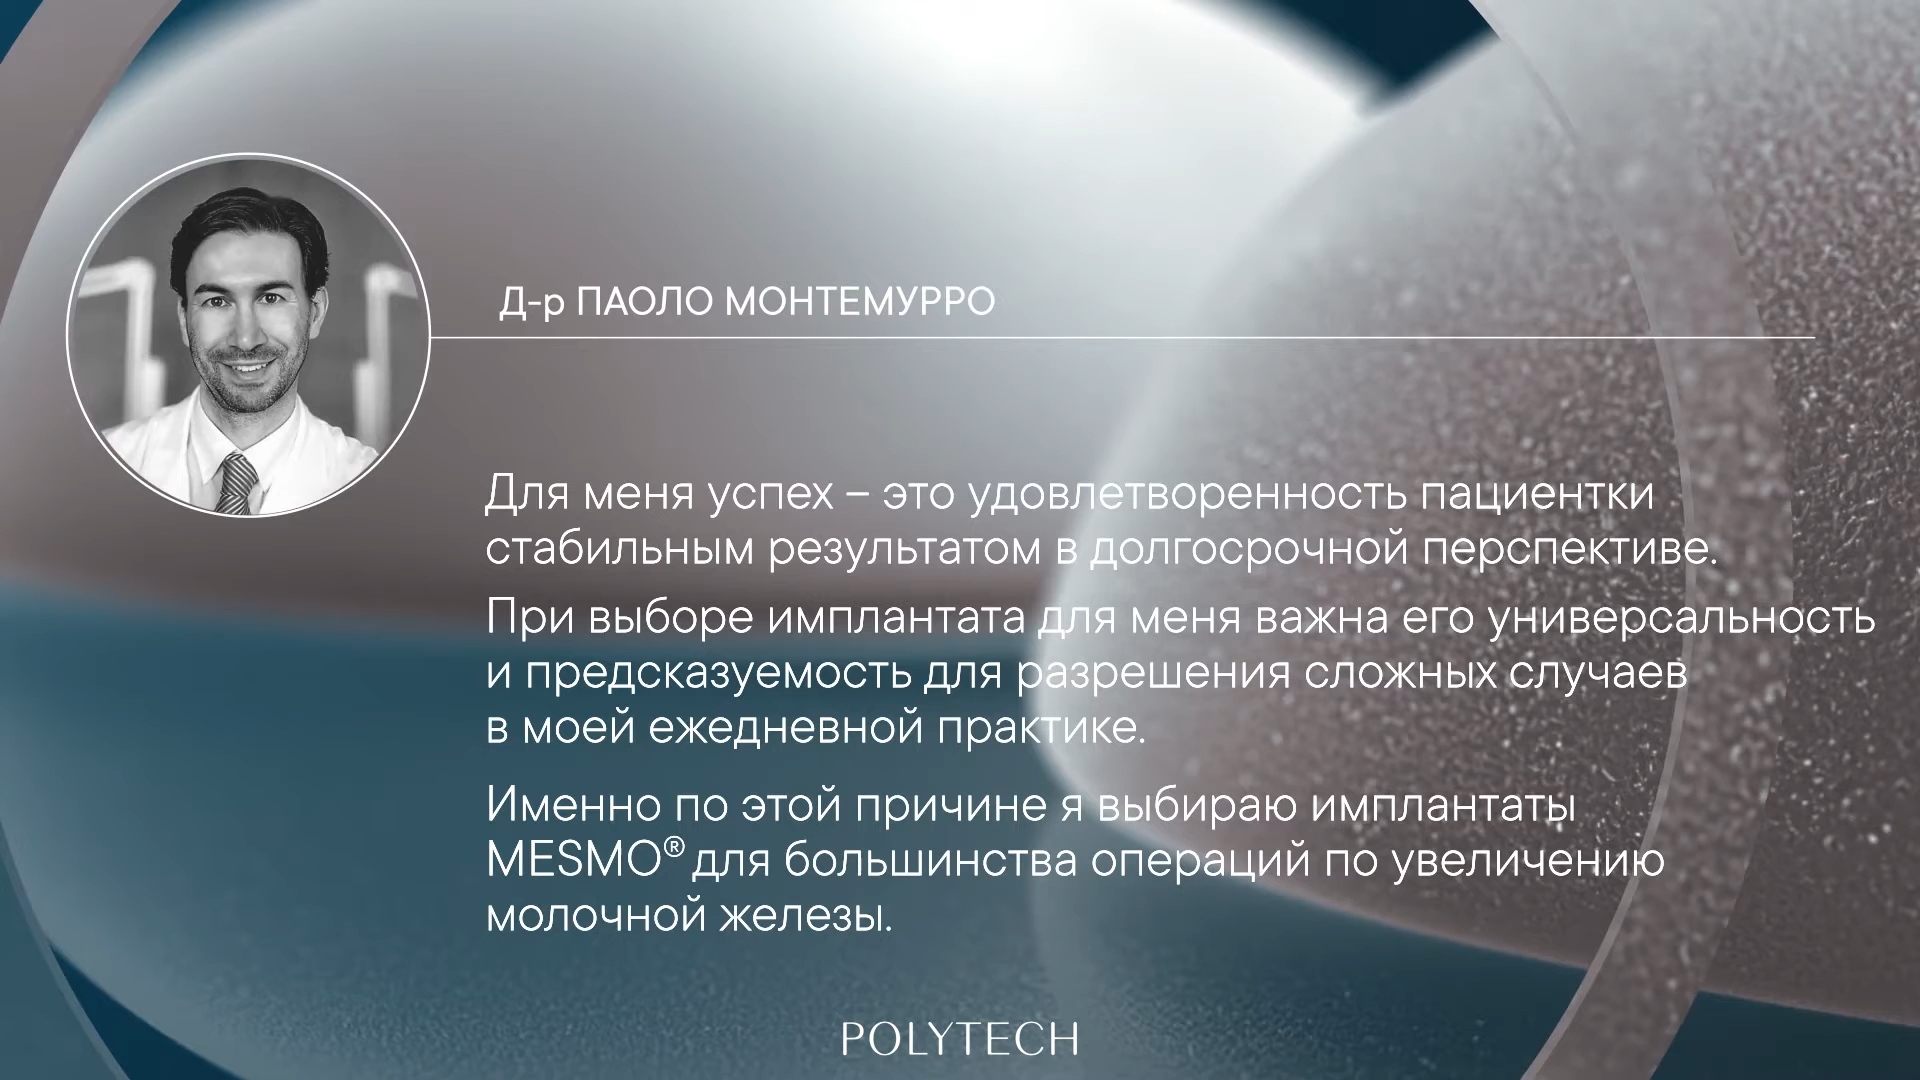 Д-р ПАОЛО МОНТЕМУРРО
Для меня успех – это удовлетворенность пациентки
стабильным результатом в долгосрочной перспективе.
При выборе имплантата для меня важна его универсальность
и предсказуемость для разрешения сложных случаев
в моей ежедневной практике.
Именно по этой причине я выбираю имплантаты
MESMO® для большинства операций по увеличению
молочной железы.
POLYTECH